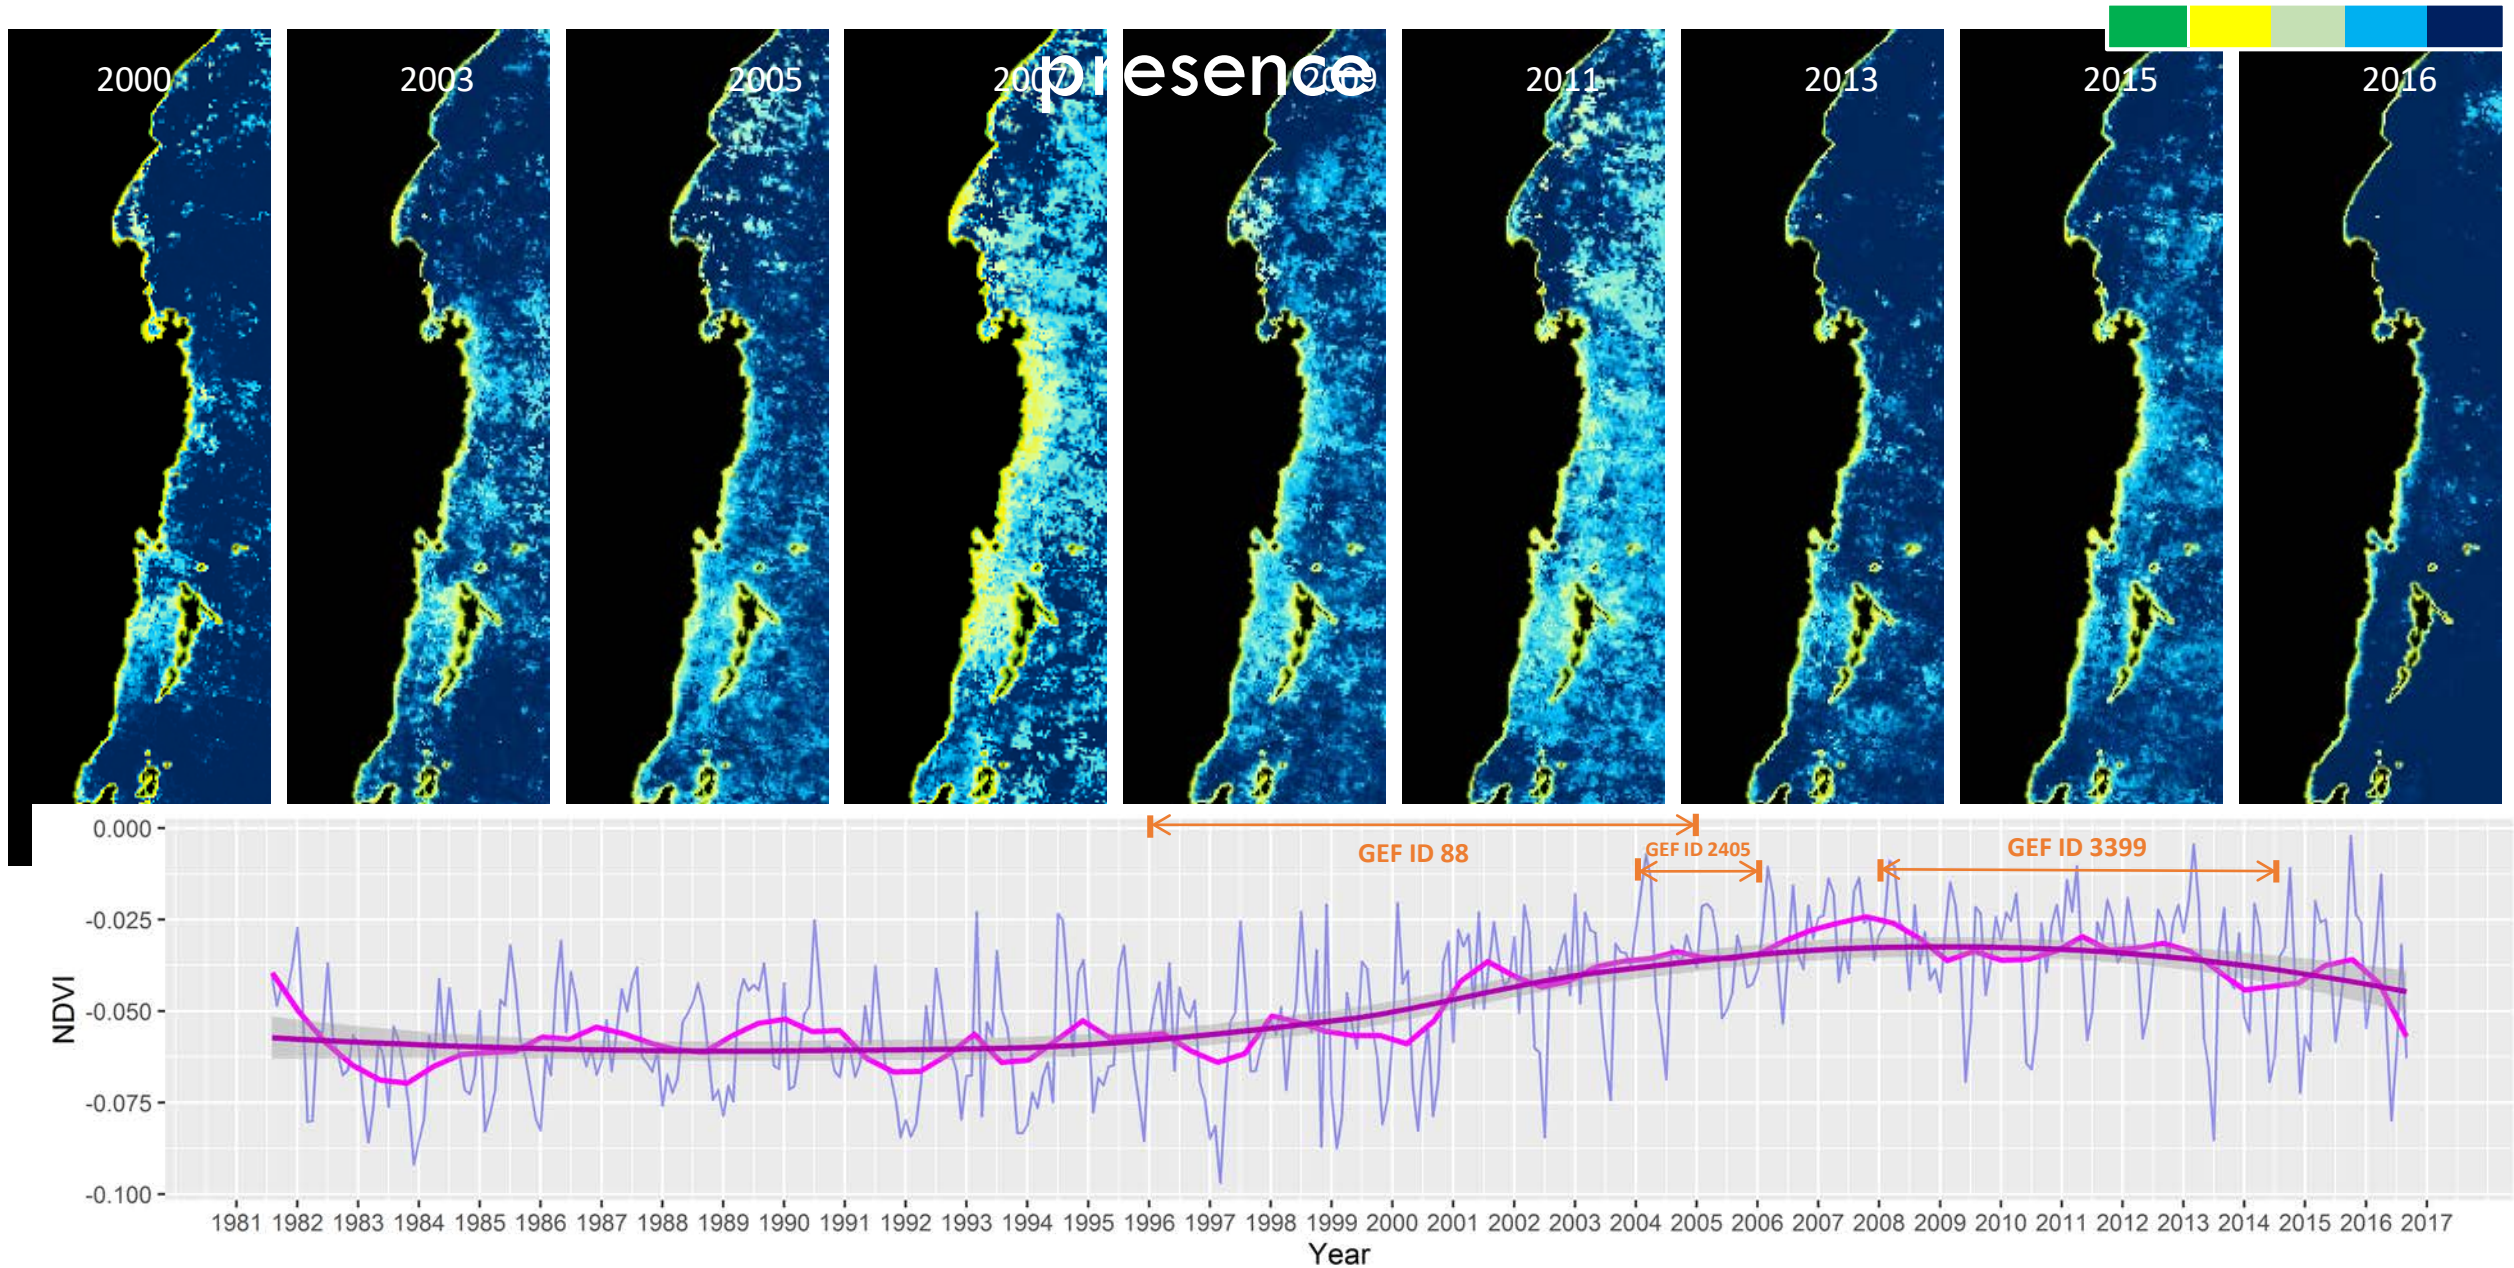 presence
2000 2003 2005 2007 2009 2011 2013 2015 2016
GEF ID 88
GEF ID 2405
GEF ID 3399
0.000
-0.025
-0.050
-0.075
-0.100
NDVI
1981 1982 1983 1984 1985 1986 1987 1988 1989 1990 1991 1992 1993 1994 1995 1996 1997 1998 1999 2000 2001 2002 2003 2004 2005 2006 2007 2008 2009 2010 2011 2012 2013 2014 2015 2016 2017
Year